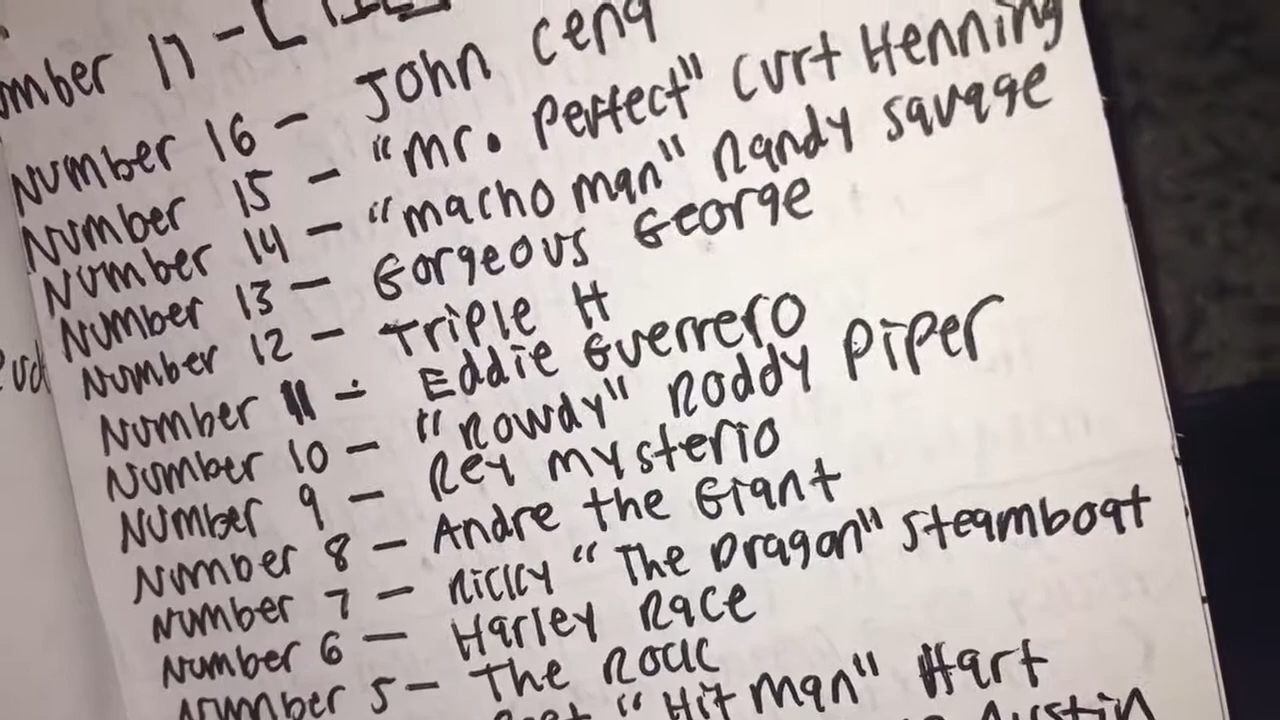 Number 17 -
Number 16 - John Cena
Number 15 - "Mr. Perfect" Curt Henning
Number 14 - "macho man" Randy Savage
Number 13 - Gorgeous George
Number 12 - Triple H
Number 11 - Eddie Guerrero
Number 10 - "Rowdy" Roddy Piper
Number 9 - Rey mysterio
Number 8 - Andre the Giant
Number 7 - Ricky "The Dragon" Steamboat
Number 6 - Harley Race
Number 5 - The Rock
"Hit man" Hart
Austin